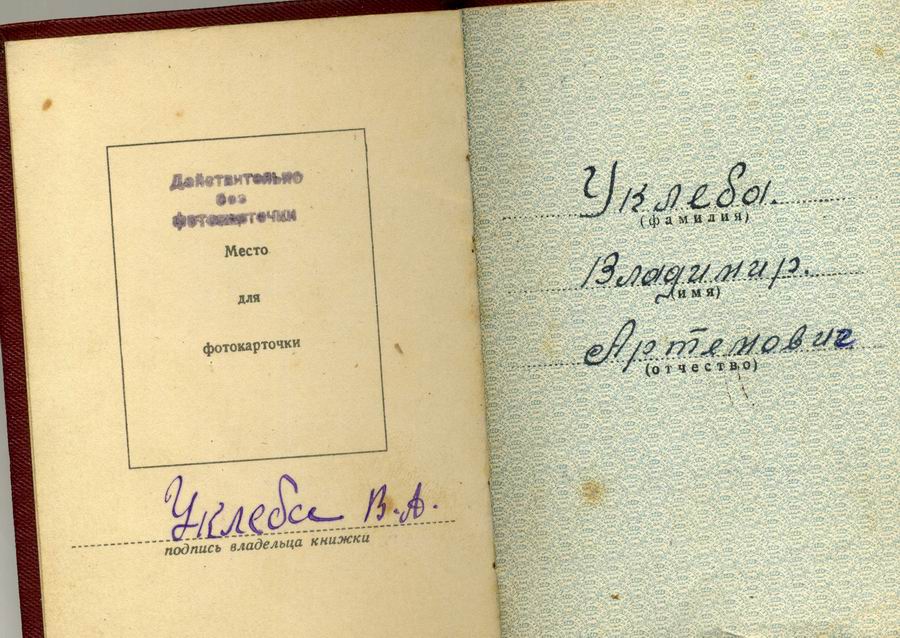 Действительно
без
фотокарточки
Место
для
фотокарточки
Уклеба В.А.
подпись владельца книжки
Уклеба.
(фамилия)
Владимир.
(имя)
Артемович
(отчество)